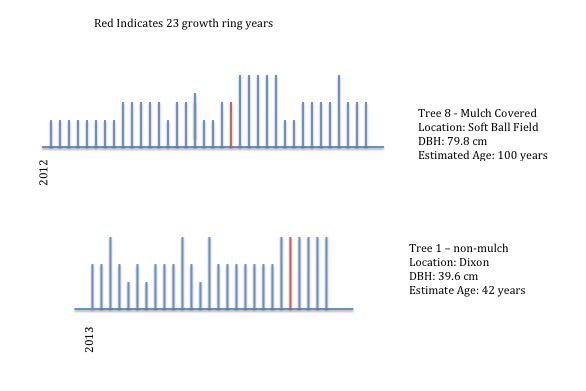 Red Indicates 23 growth ring years
Tree 8 - Mulch Covered
Location: Soft Ball Field
DBH: 79.8 cm
Estimated Age: 100 years
2012
Tree 1 – non-mulch
Location: Dixon
DBH: 39.6 cm
Estimate Age: 42 years
2013